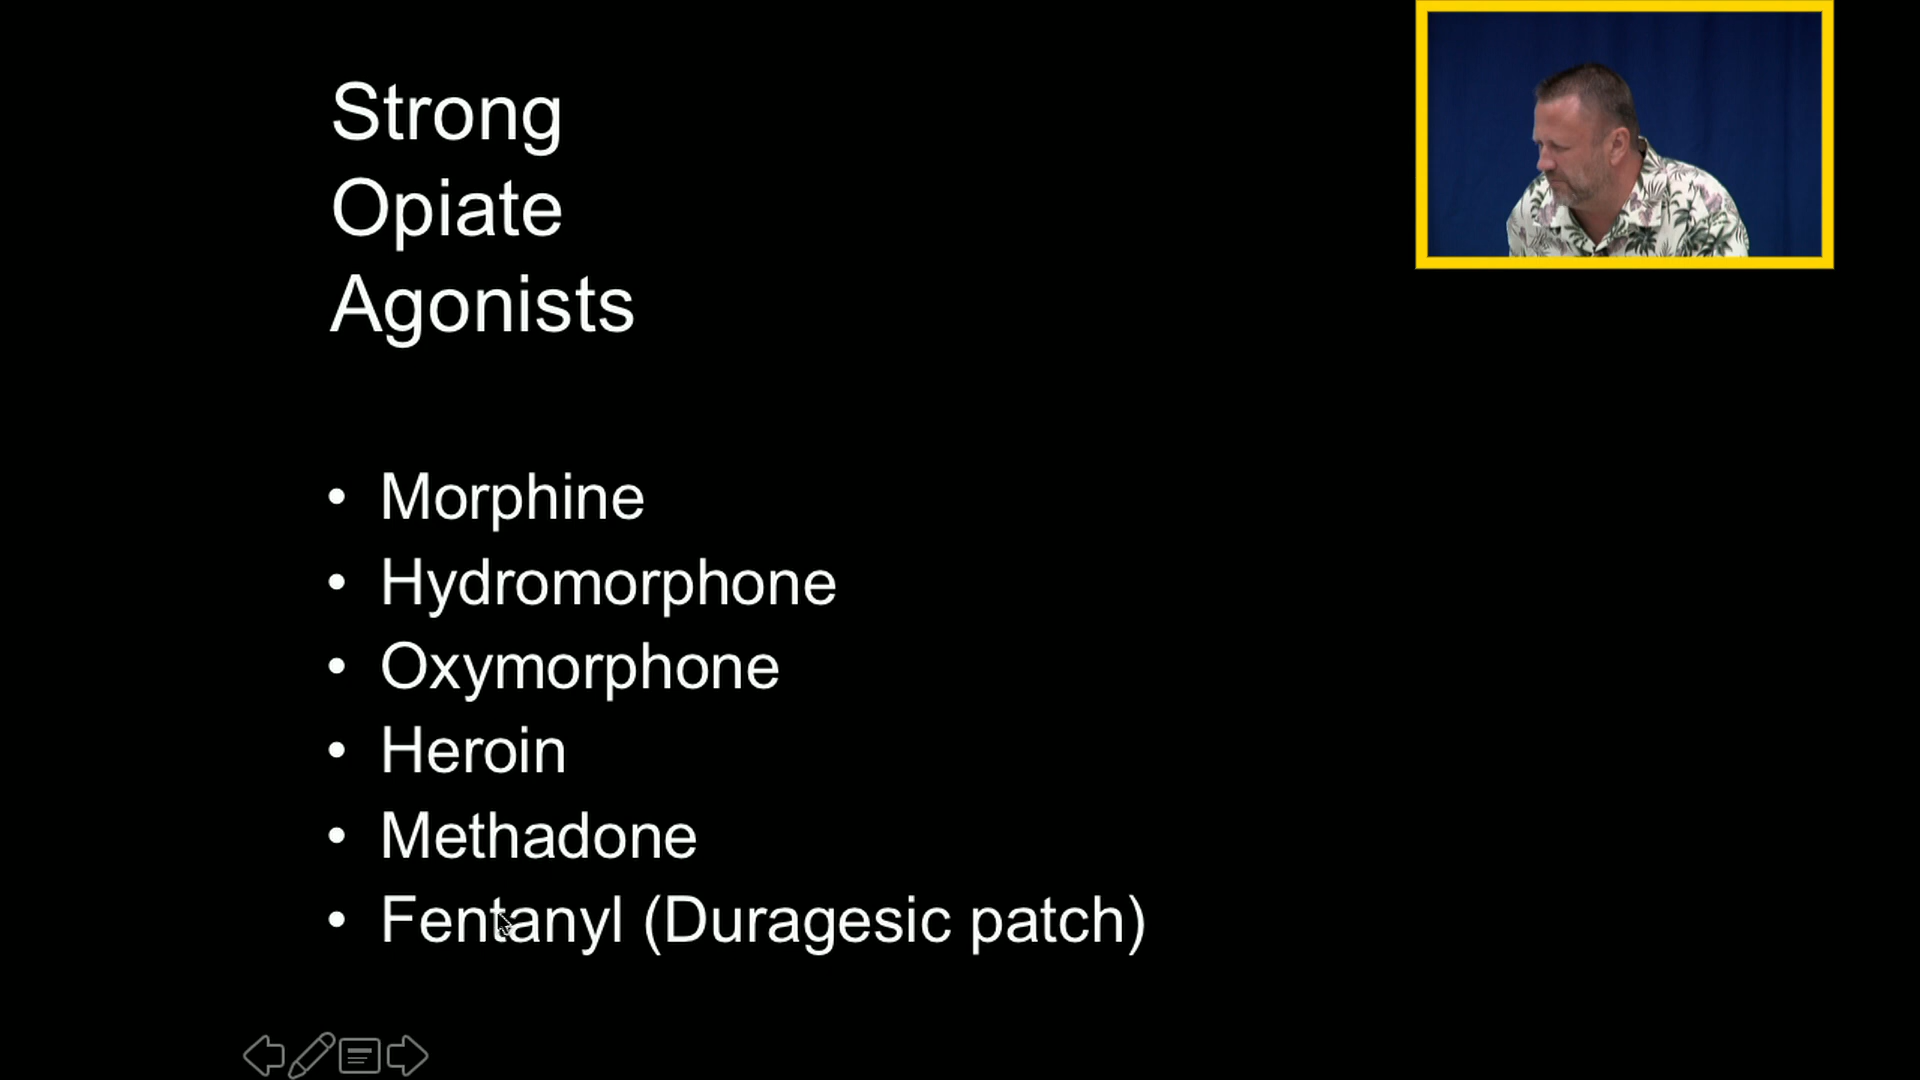 Strong
Opiate
Agonists
• Morphine
• Hydromorphone
• Oxymorphone
• Heroin
• Methadone
• Fentanyl (Duragesic patch)